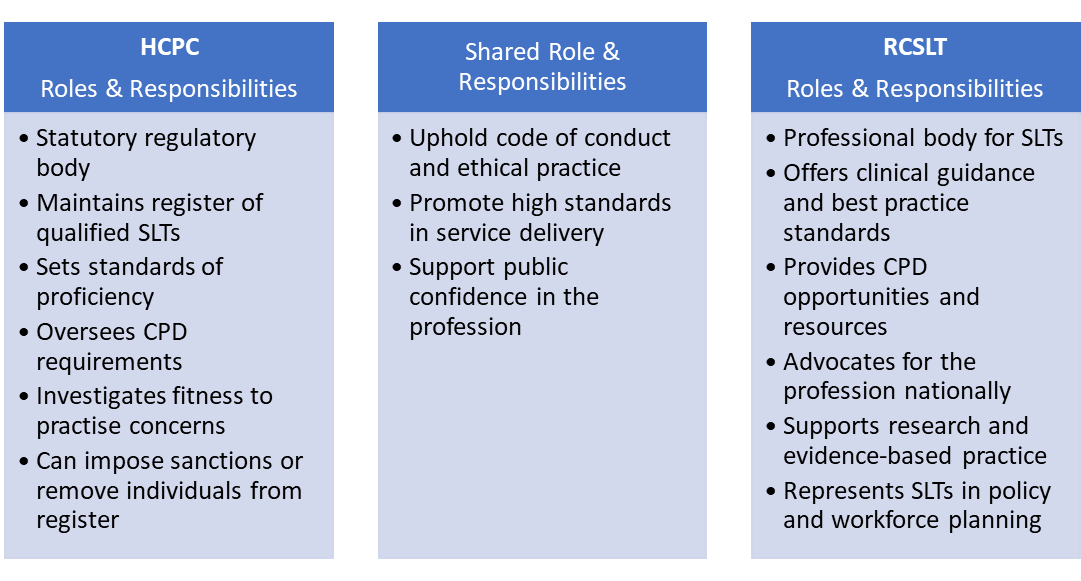 HCPC
Roles & Responsibilities
• Statutory regulatory
body
• Maintains register of
qualified SLTs
• Sets standards of
proficiency
• Oversees CPD
requirements
• Investigates fitness to
practise concerns
• Can impose sanctions or
remove individuals from
register
Shared Role &
Responsibilities
• Uphold code of conduct
and ethical practice
• Promote high standards
in service delivery
• Support public
confidence in the
profession
RCSLT
Roles & Responsibilities
• Professional body for SLTs
• Offers clinical guidance
and best practice
standards
• Provides CPD
opportunities and
resources
• Advocates for the
profession nationally
• Supports research and
evidence-based practice
• Represents SLTs in policy
and workforce planning